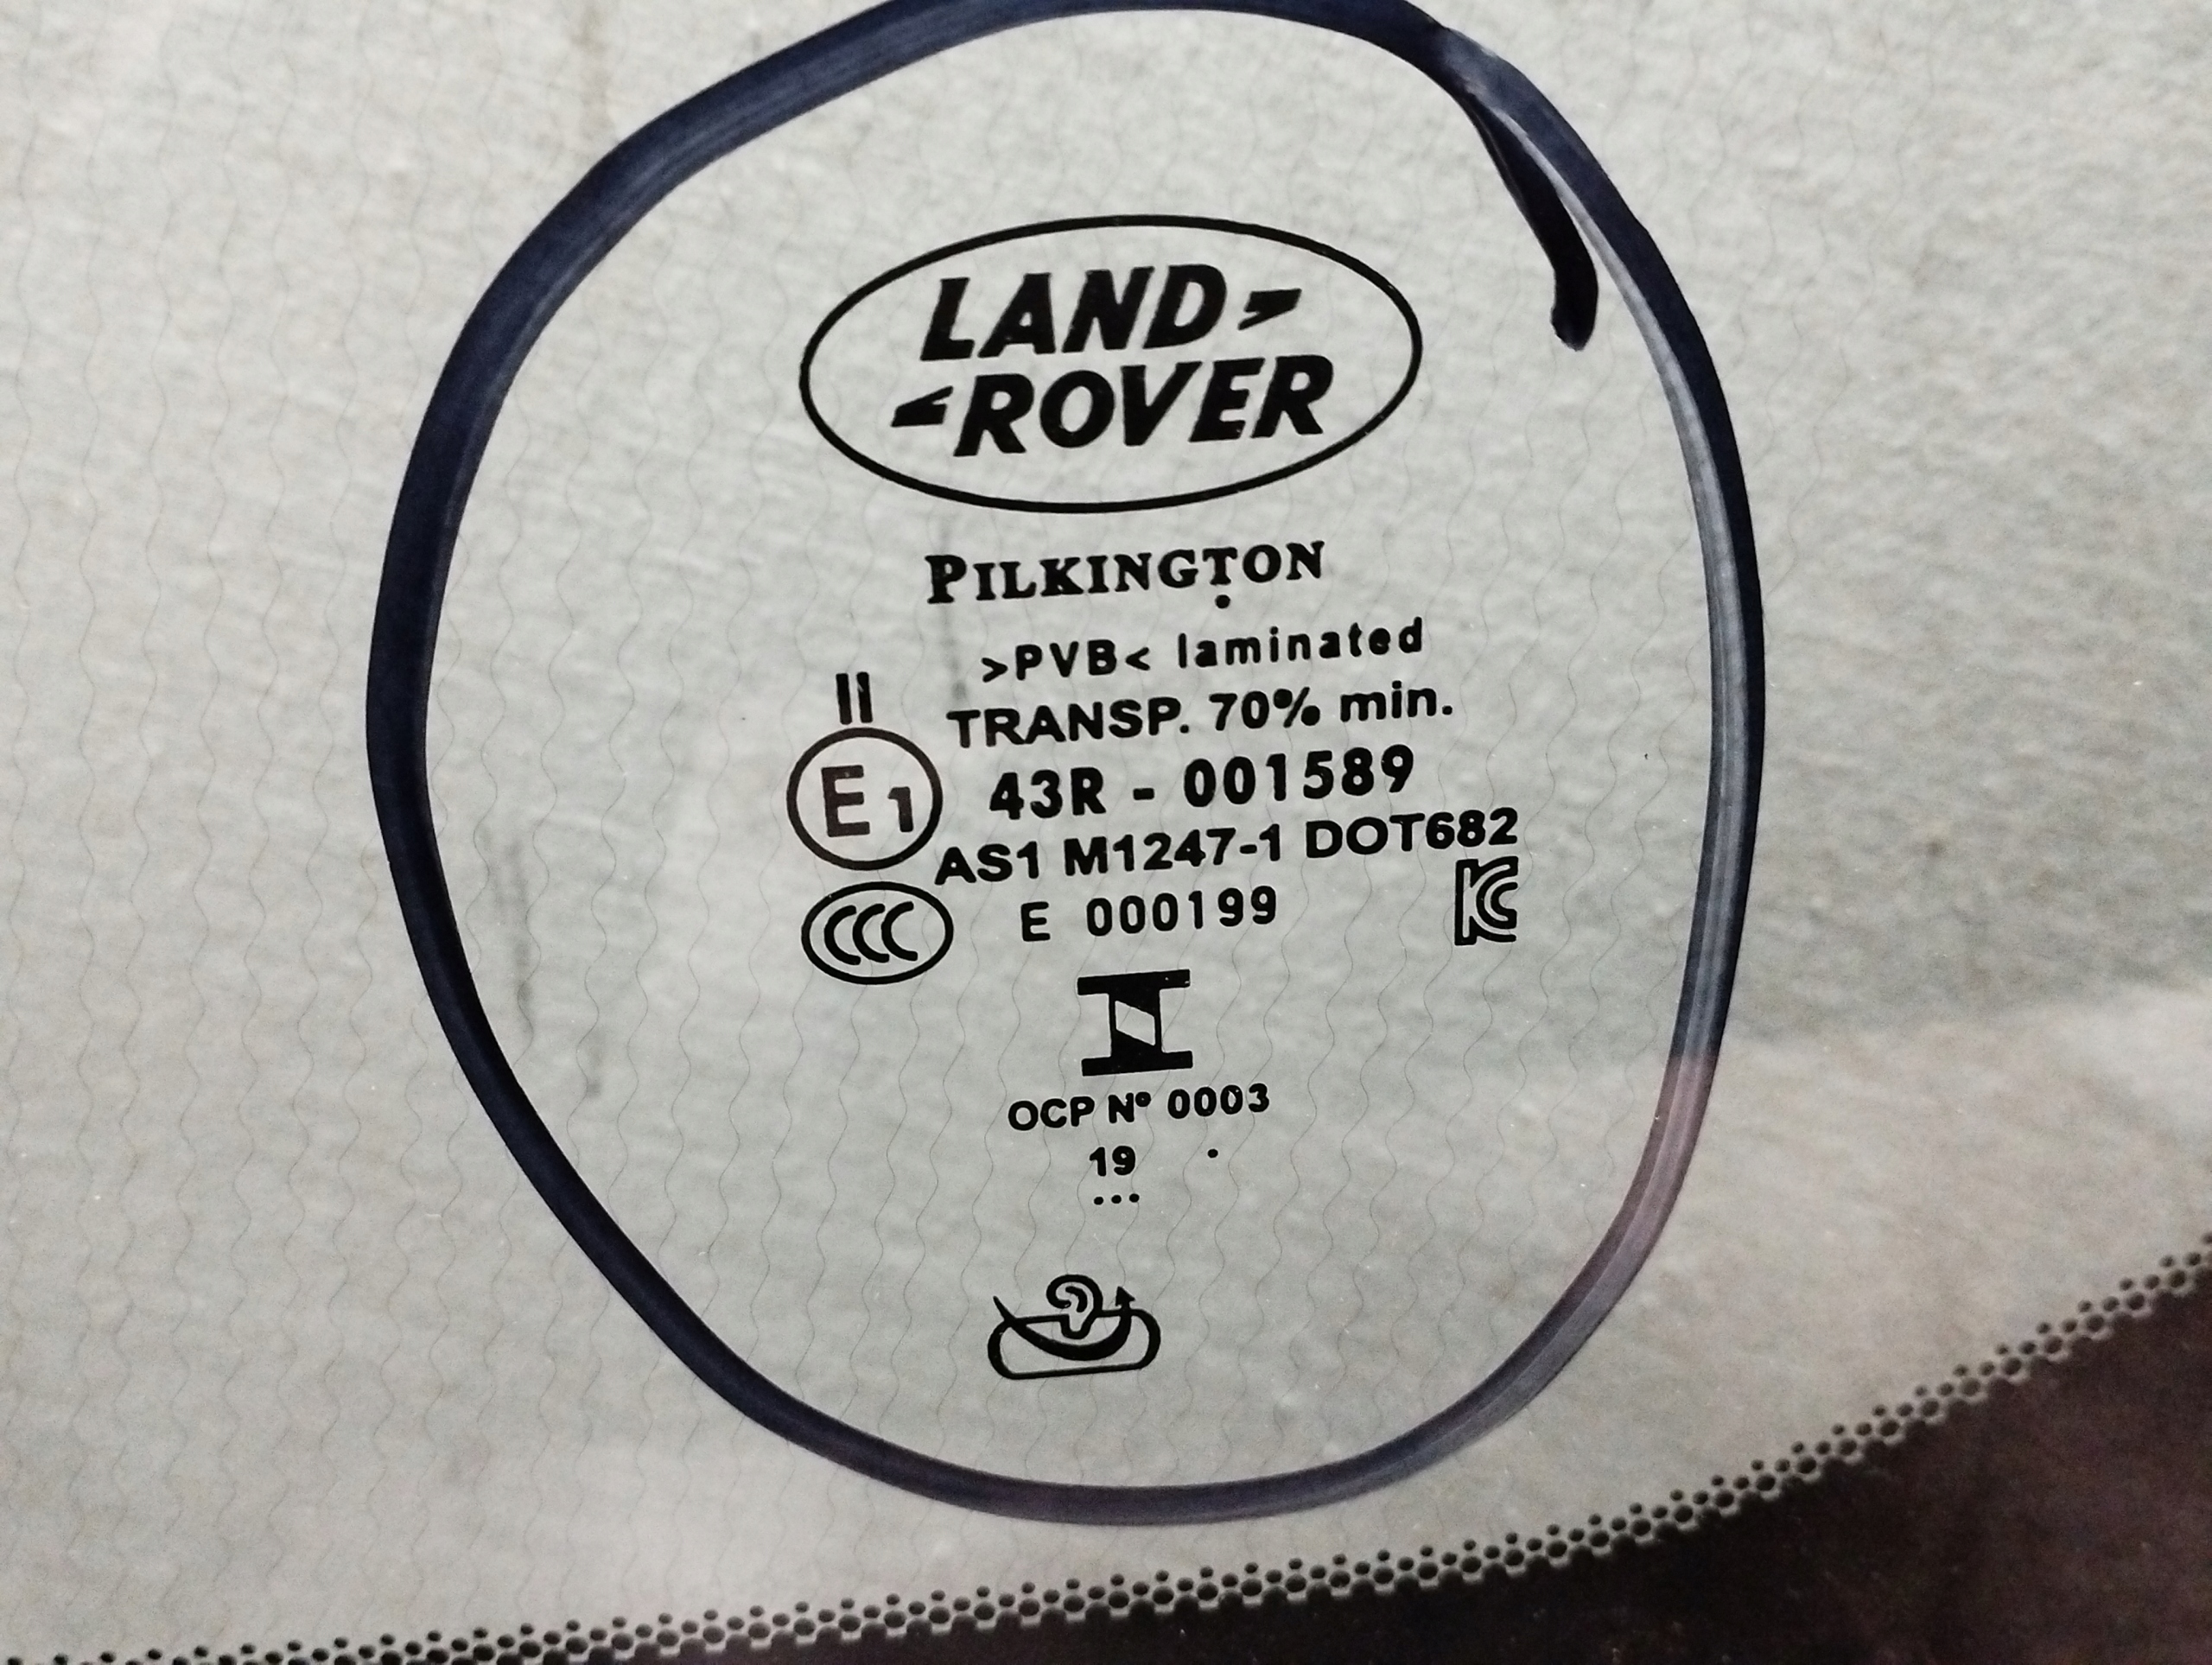 LAND
ROVER
PILKINGTON
>PVB< laminated
II
TRANSP. 70% min.
E1 43R - 001589
AS1 M1247-1 DOT682
CCC E 000199 KC
OCP Nº 0003
19 .
...